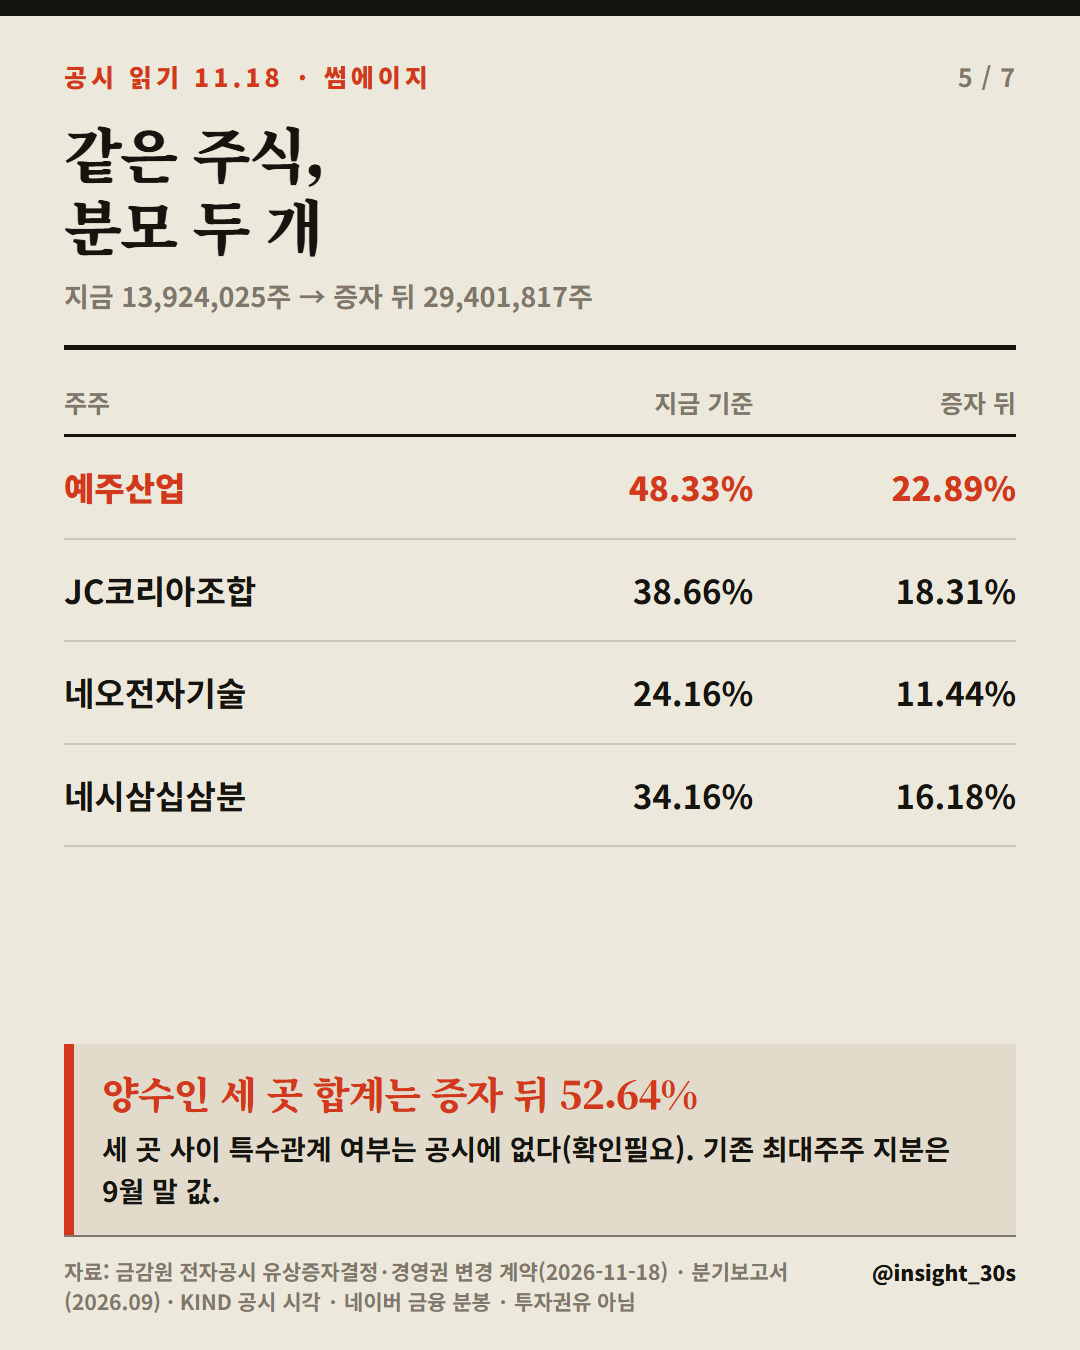 공시 읽기 11.18 · 썸에이지
5 / 7
같은 주식,
분모 두 개
지금 13,924,025주 → 증자 뒤 29,401,817주
주주 지금 기준 증자 뒤
예주산업 48.33% 22.89%
JC코리아조합 38.66% 18.31%
네오전자기술 24.16% 11.44%
네시삼십삼분 34.16% 16.18%
양수인 세 곳 합계는 증자 뒤 52.64%
세 곳 사이 특수관계 여부는 공시에 없다(확인필요). 기존 최대주주 지분은
9월 말 값.
자료: 금감원 전자공시 유상증자결정·경영권 변경 계약(2026-11-18) · 분기보고서
(2026.09) · KIND 공시 시각 · 네이버 금융 분봉 · 투자권유 아님
@insight_30s